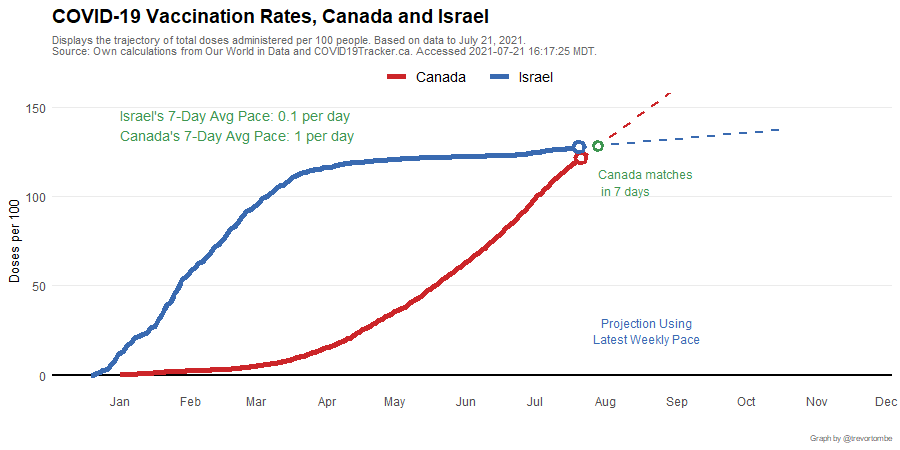 COVID-19 Vaccination Rates, Canada and Israel
Displays the trajectory of total doses administered per 100 people. Based on data to July 21, 2021.
Source: Own calculations from Our World in Data and COVID19Tracker.ca. Accessed 2021-07-21 16:17:25 MDT.
Canada Israel
150
Israel's 7-Day Avg Pace: 0.1 per day
Canada's 7-Day Avg Pace: 1 per day
Canada matches
in 7 days
100
Doses per 100
50
Projection Using
Latest Weekly Pace
0
Jan Feb Mar Apr May Jun Jul Aug Sep Oct Nov Dec
Graph by @trevortombe